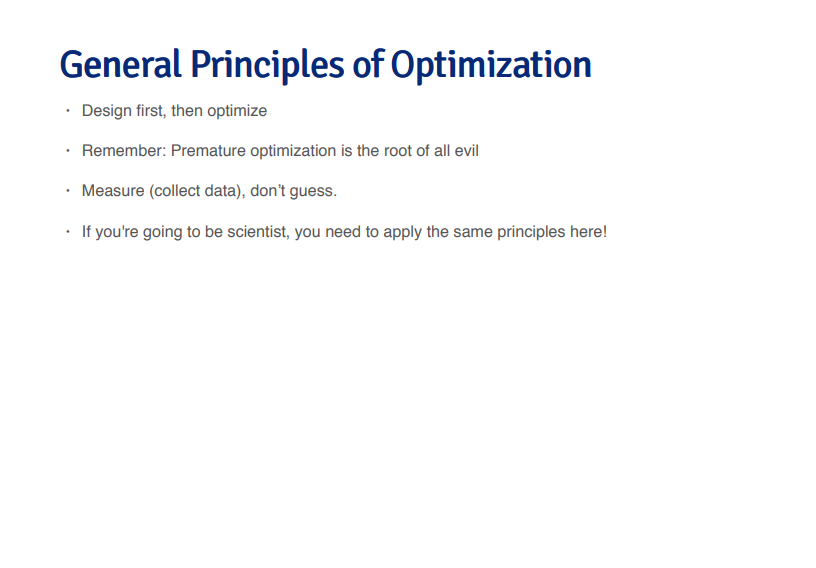 General Principles of Optimization
· Design first, then optimize
· Remember: Premature optimization is the root of all evil
· Measure (collect data), don’t guess.
· If you're going to be scientist, you need to apply the same principles here!